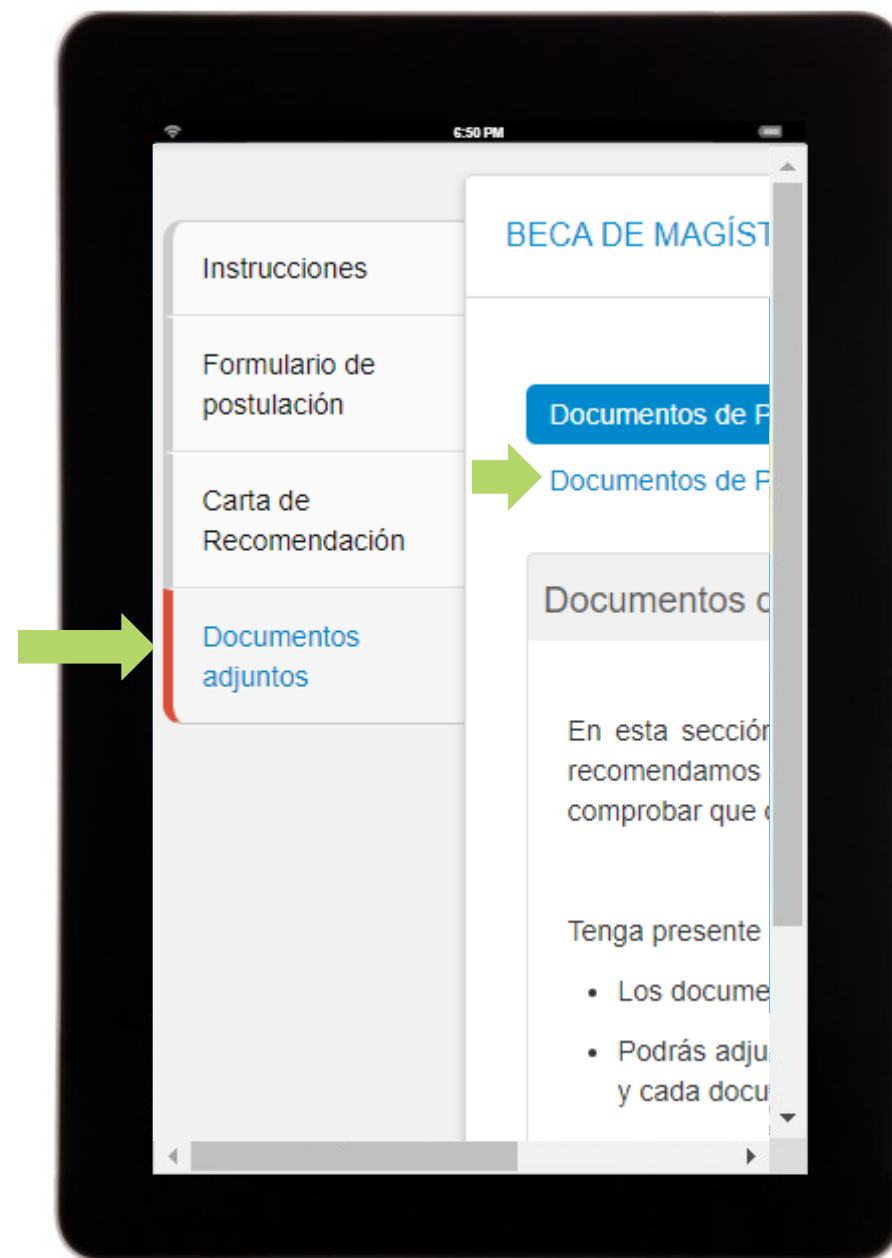 6:50 PM
Instrucciones
Formulario de
postulación
Carta de
Recomendación
Documentos
adjuntos
BECA DE MAGÍST
Documentos de P
Documentos de P
Documentos
En esta sección
recomendamos
comprobar que
Tenga presente
• Los docume
• Podrás adju
y cada docu